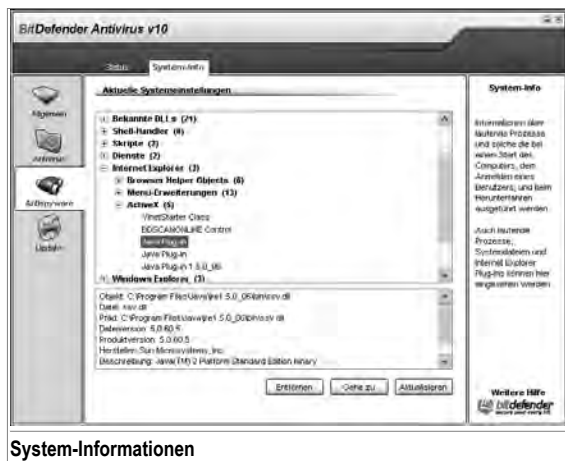 BitDefender Antivirus v10
Status System-Info
Allgemein
Antivirus
Antispyware
Update
Aktuelle Systemeinstellungen
Bekannte DLLs (21)
Shell-Handler (8)
Skripte (2)
Dienste (2)
Internet Explorer (3)
Browser Helper Objects (6)
Menü-Erweiterungen (13)
ActiveX (5)
VinetStarter Class
BDSCANONLINE Control
Java Plug-in
Java Plug-in
Java Plug-in 1.5.0_06
Windows Explorer (3)
Objekt: C:\Program Files\Java\jre1.5.0_06\bin\ssv.dll
Datei: ssv.dll
Pfad: C:\Program Files\Java\jre1.5.0_06\bin\ssv.dll
Dateiversion: 5.0.60.5
Produktversion: 5.0.60.5
Hersteller: Sun Microsystems, Inc.
Beschreibung: Java(TM) 2 Platform Standard Edition binary
Entfernen Gehe zu Aktualisieren
System-Info
Informationen über
laufende Prozesse
und solche die bei
einem Start des
Computers, dem
Anmelden eines
Benutzers, und beim
Herunterfahren
ausgeführt werden.
Auch laufende
Prozesse,
Systemdateien und
Internet Explorer
Plug-ins können hier
eingesehen werden.
Weitere Hilfe
bitdefender
secure your every bit
System-Informationen